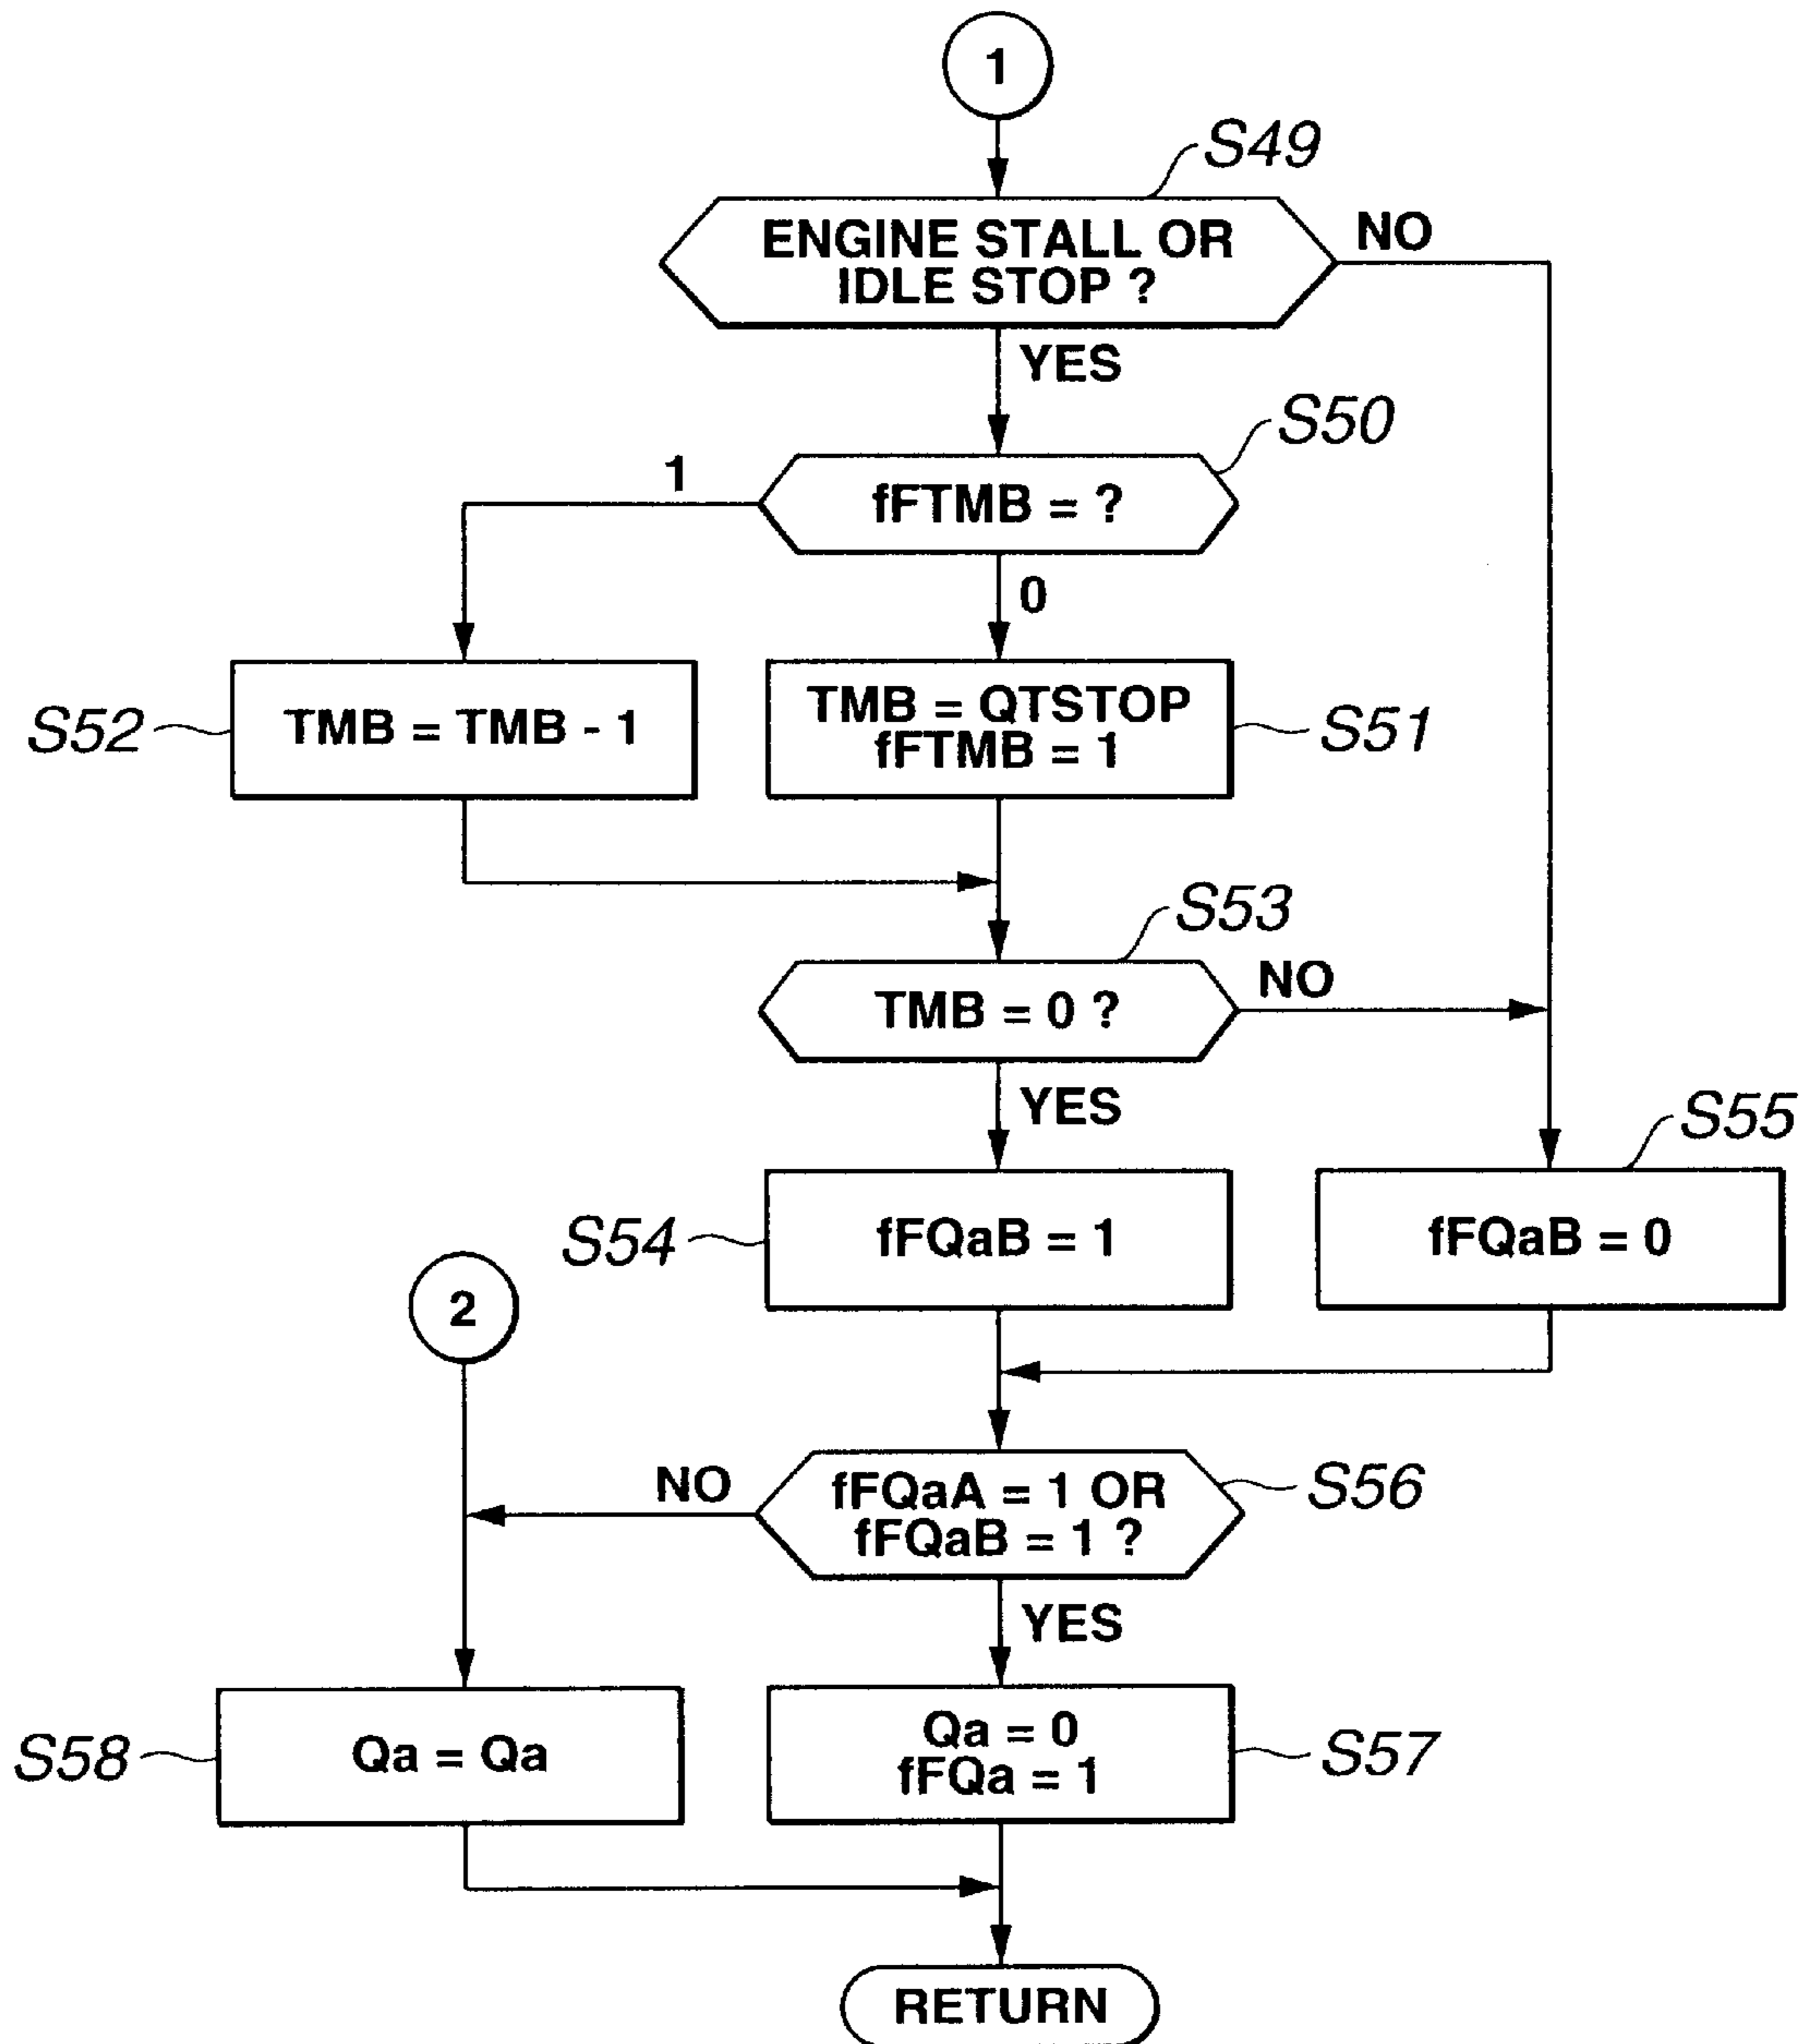 1
S49
ENGINE STALL OR
IDLE STOP ?
NO
YES
S50
1
fFTMB = ?
0
S52
TMB = TMB - 1
TMB = QTSTOP
fFTMB = 1
S51
S53
TMB = 0 ?
NO
YES
S55
S54
fFQaB = 1
fFQaB = 0
2
NO
fFQaA = 1 OR
fFQaB = 1 ?
S56
YES
S58
Qa = Qa
Qa = 0
fFQa = 1
S57
RETURN